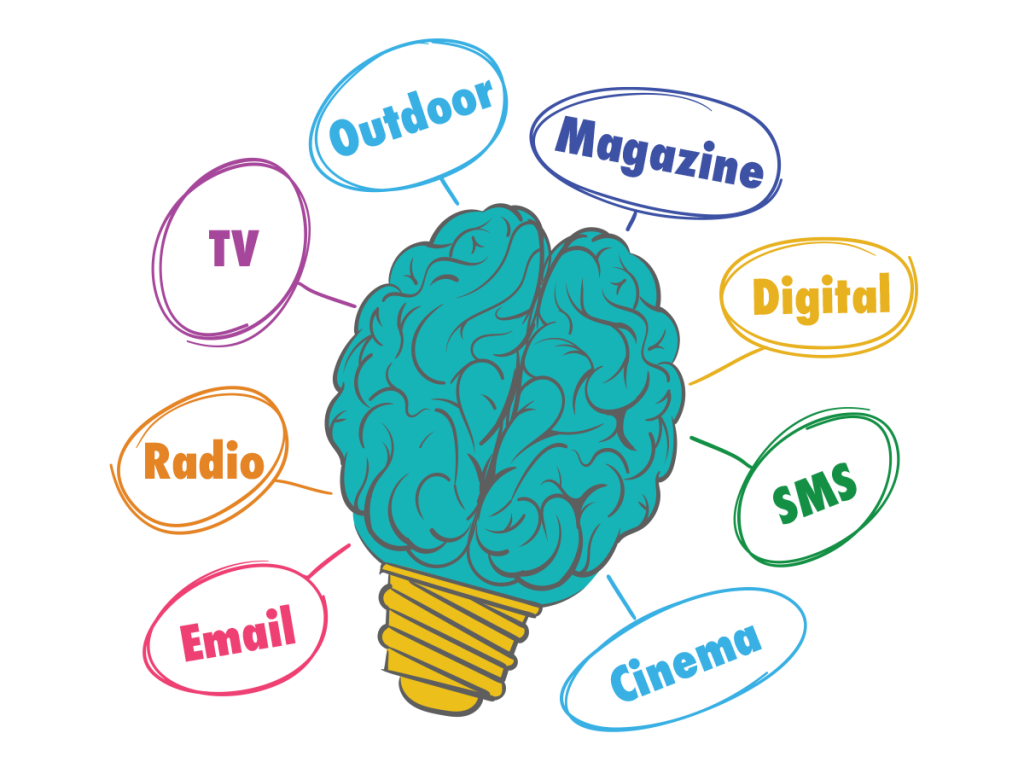 Outdoor
Magazine
TV
Digital
Radio
SMS
Email
Cinema